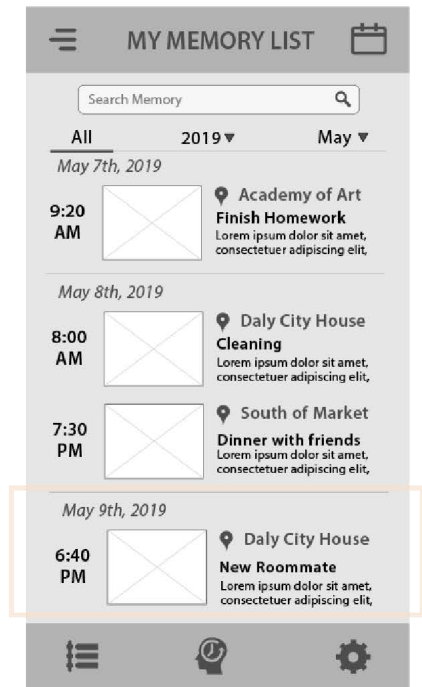 MY MEMORY LIST
Search Memory
All 2019 May
May 7th, 2019
9:20
AM
Academy of Art
Finish Homework
Lorem ipsum dolor sit amet,
consectetuer adipiscing elit,
May 8th, 2019
8:00
AM
Daly City House
Cleaning
Lorem ipsum dolor sit amet,
consectetuer adipiscing elit,
7:30
PM
South of Market
Dinner with friends
Lorem ipsum dolor sit amet,
consectetuer adipiscing elit,
May 9th, 2019
6:40
PM
Daly City House
New Roommate
Lorem ipsum dolor sit amet,
consectetuer adipiscing elit,